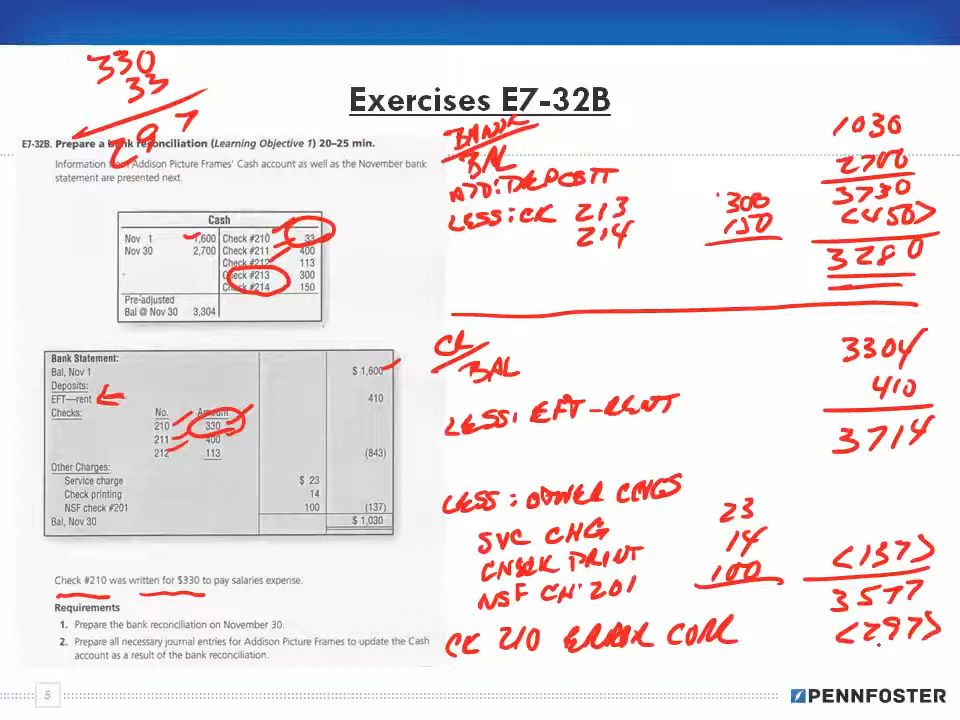 330
33
297
Exercises E7-32B
E7-32B. Prepare a bank reconciliation (Learning Objective 1) 20–25 min.
Information from Addison Picture Frames' Cash account as well as the November bank
statement are presented next.
Cash
Nov 1 1,600 Check #210 33
Nov 30 2,700 Check #211 400
Check #212 113
Check #213 300
Check #214 150
Pre-adjusted
Bal @ Nov 30 3,304
Bank Statement:
Bal, Nov 1 $ 1,600
Deposits:
EFT—rent 410
Checks: No. Amount
210 330
211 400
212 113 (843)
Other Charges:
Service charge $ 23
Check printing 14
NSF check #201 100 (137)
Bal, Nov 30 $ 1,030
Check #210 was written for $330 to pay salaries expense.
Requirements
1. Prepare the bank reconciliation on November 30.
2. Prepare all necessary journal entries for Addison Picture Frames to update the Cash
account as a result of the bank reconciliation.
BANK 1030
BAL
ADD: DEPOSIT 2700
3730
LESS: CK 213 300 <450>
214 150
3280
BAL 3304
LESS: EFT-RENT 410
3714
LESS: OTHER CHGS
SVC CHG 23
CHECK PRINT 14 <137>
NSF CH 201 100
3577
CK 210 ERROR CORR <297>
5
PENNFOSTER